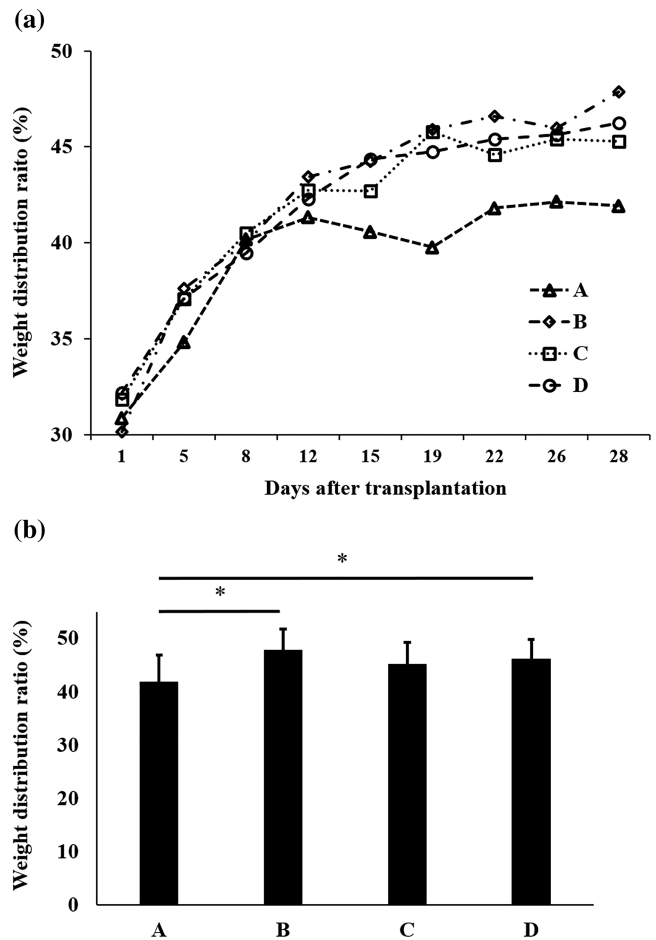 (a)
50
45
40
35
30
Weight distribution raito (%)
A
B
C
D
1 5 8 12 15 19 22 26 28
Days after transplantation
(b)
*
*
50
40
30
20
10
0
Weight distribution ratio (%)
A B C D